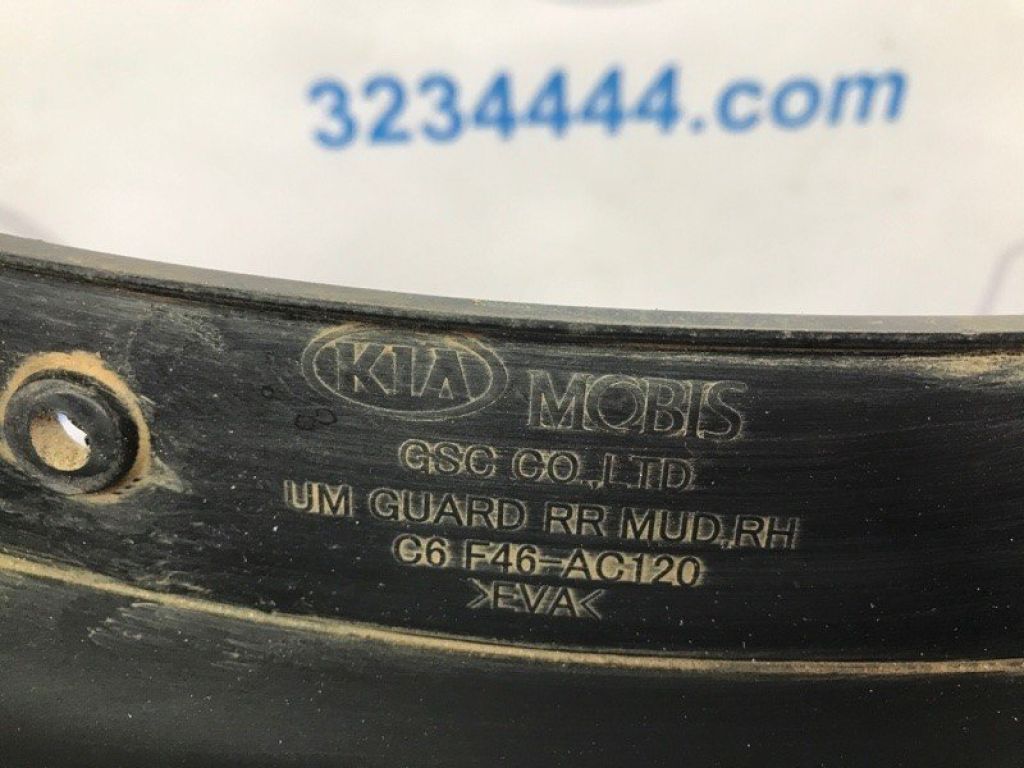 3234444.com
KIA MOBIS
GSC CO.,LTD
UM GUARD RR MUD,RH
C6 F46-AC120
>EVA<